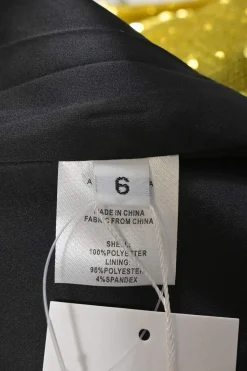 A 6 A
MADE IN CHINA
FABRIC FROM CHINA
100%POLYESTER
LINING:
96%POLYESTER
4%SPANDEX